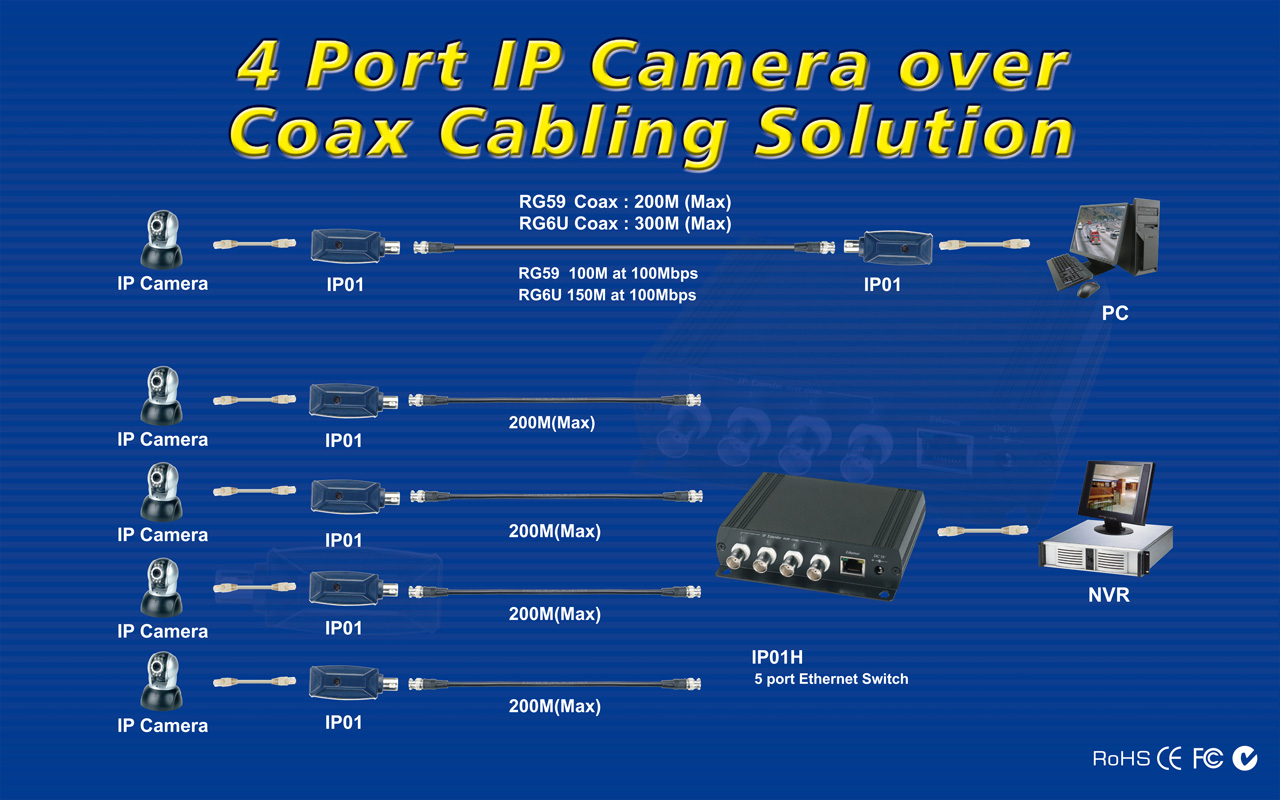 4 Port IP Camera over
Coax Cabling Solution
RG59 Coax : 200M (Max)
RG6U Coax : 300M (Max)
IP Camera
IP01
RG59 100M at 100Mbps
RG6U 150M at 100Mbps
IP01
PC
IP Camera
IP01
200M(Max)
IP Camera
IP01
200M(Max)
Ethernet
DC IN
NVR
IP Camera
IP01
200M(Max)
IP01H
5 port Ethernet Switch
IP Camera
IP01
200M(Max)
RoHS CE FC